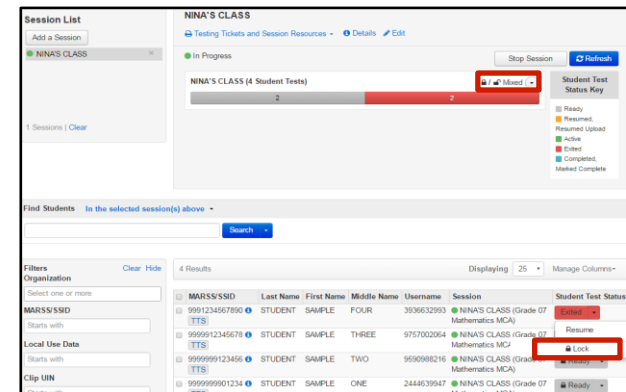 Session List
Add a Session
NINA'S CLASS
1 Sessions | Clear
NINA'S CLASS
Testing Tickets and Session Resources Details Edit
In Progress
Stop Session Refresh
NINA'S CLASS (4 Student Tests)
/ Mixed
2 2
Student Test
Status Key
Ready
Resumed,
Resumed Upload
Active
Exited
Completed,
Marked Complete
Find Students In the selected session(s) above
Search
Filters Clear Hide
Organization
Select one or more
MARSS/SSID
Starts with
Local Use Data
Starts with
Clip UIN
Starts with
4 Results Displaying 25 Manage Columns
MARSS/SSID Last Name First Name Middle Name Username Session Student Test Status
9991234567890 STUDENT SAMPLE FOUR 3936632993 NINA'S CLASS (Grade 07 Exited
TTS Mathematics MCA)
Resume
9999912345678 STUDENT SAMPLE THREE 9757002064 NINA'S CLASS (Grade 07
TTS Mathematics MCA
Lock
9999999123456 STUDENT SAMPLE TWO 9590988216 NINA'S CLASS (Grade 07 Ready
TTS Mathematics MCA)
9999999901234 STUDENT SAMPLE ONE 2444639947 NINA'S CLASS (Grade 07 Ready